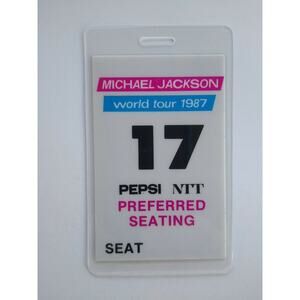 MICHAEL JACKSON
world tour 1987
17
PEPSI NTT
PREFERRED
SEATING
SEAT